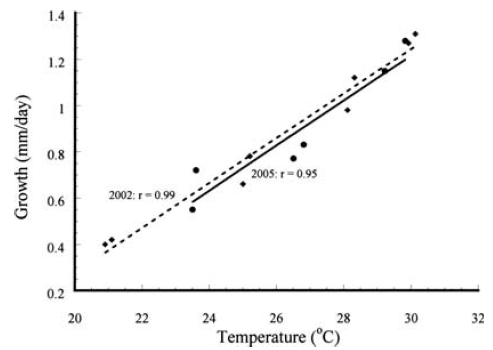 1.4
1.2
1
0.8
0.6
0.4
0.2
Growth (mm/day)
2002: r = 0.99
2005: r = 0.95
20 22 24 26 28 30 32
Temperature (°C)